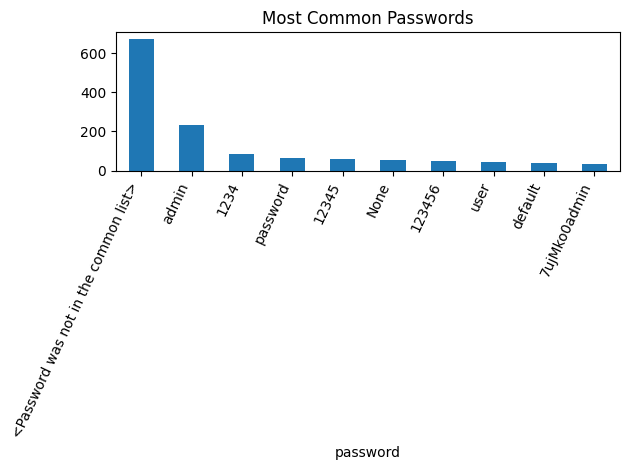 Most Common Passwords
600
400
200
0
<Password was not in the common list>
admin
1234
password
12345
None
123456
user
default
7ujMko0admin
password